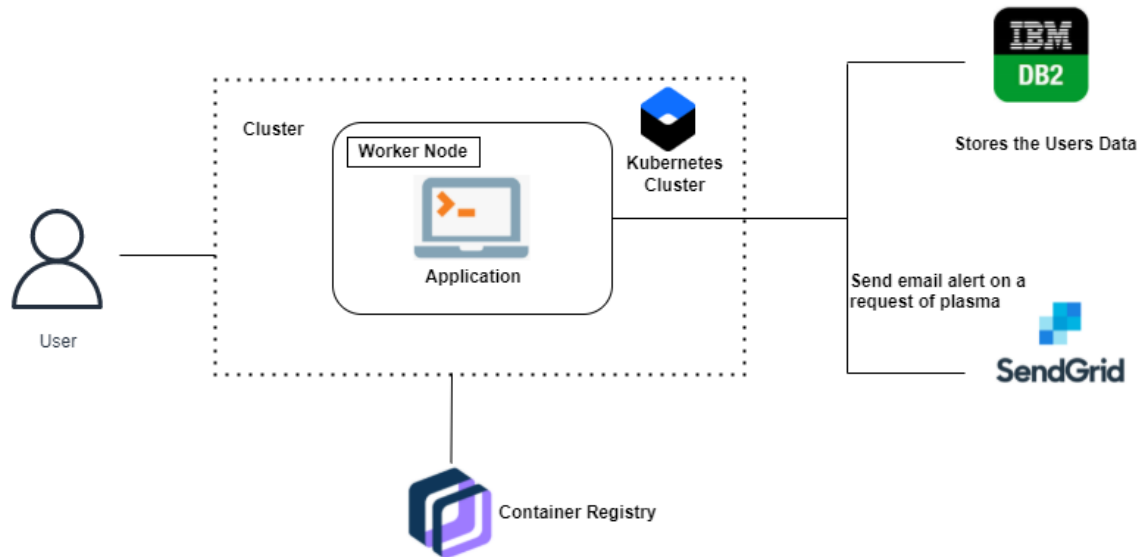 IBM
DB2
Stores the Users Data
Cluster
Worker Node
Kubernetes
Cluster
Application
User
Send email alert on a
request of plasma
SendGrid
Container Registry